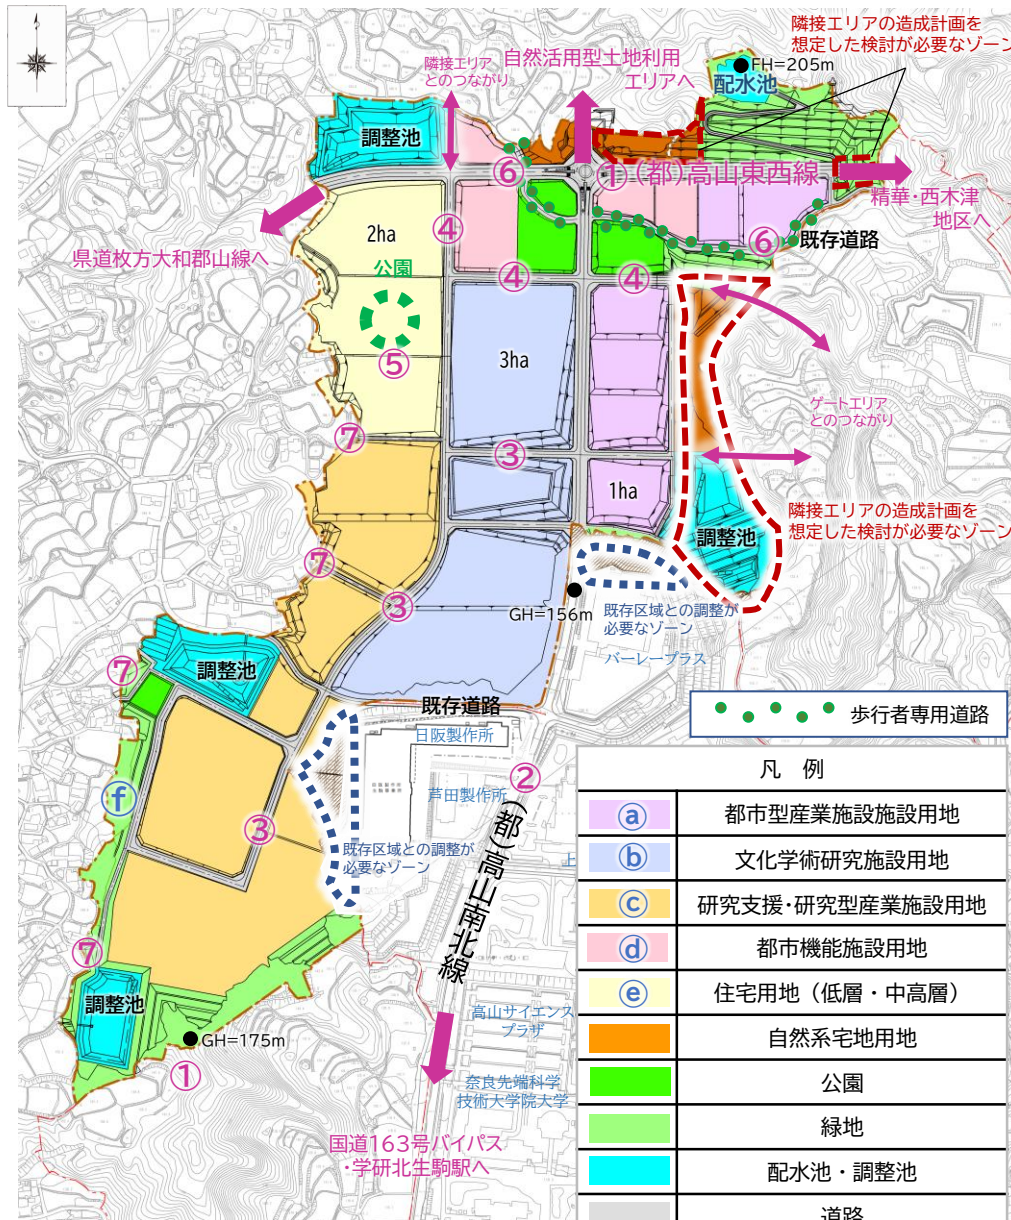 隣接エリアの造成計画を
想定した検討が必要なゾーン
隣接エリア
とのつながり
自然活用型土地利用
エリアへ
FH=205m
配水池
調整池
⑥
①(都)高山東西線
精華・西木津
地区へ
県道枚方大和郡山線へ
2ha
④
⑥
既存道路
公園
④
④
⑤
3ha
ゲートエリア
とのつながり
⑦
③
1ha
隣接エリアの造成計画を
想定した検討が必要なゾーン
調整池
⑦
③
GH=156m
既存区域との調整が
必要なゾーン
バーレープラス
⑦
調整池
既存道路
歩行者専用道路
日阪製作所
②
(都)高山南北線
芦田製作所
ⓕ
③
既存区域との調整が
必要なゾーン
上
⑦
調整池
GH=175m
①
高山サイエンス
プラザ
奈良先端科学
技術大学院大学
国道163号バイパス
・学研北生駒駅へ
凡 例
ⓐ 都市型産業施設施設用地
ⓑ 文化学術研究施設用地
ⓒ 研究支援・研究型産業施設用地
ⓓ 都市機能施設用地
ⓔ 住宅用地(低層・中高層)
自然系宅地用地
公園
緑地
配水池・調整池
道路